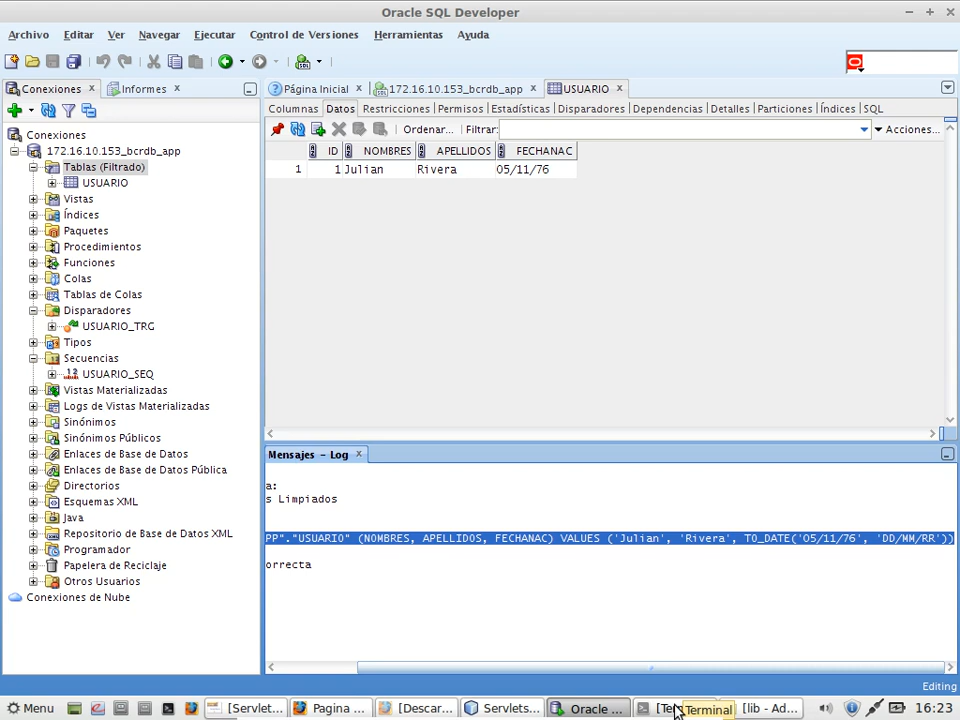 Oracle SQL Developer
Archivo Editar Ver Navegar Ejecutar Control de Versiones Herramientas Ayuda
Conexiones Informes Página Inicial 172.16.10.153_bcrdb_app USUARIO
Columnas Datos Restricciones Permisos Estadísticas Disparadores Dependencias Detalles Particiones Índices SQL
Ordenar... Filtrar: Acciones...
ID NOMBRES APELLIDOS FECHANAC
1 1 Julian Rivera 05/11/76
Conexiones
172.16.10.153_bcrdb_app
Tablas (Filtrado)
USUARIO
Vistas
Índices
Paquetes
Procedimientos
Funciones
Colas
Tablas de Colas
Disparadores
USUARIO_TRG
Tipos
Secuencias
USUARIO_SEQ
Vistas Materializadas
Logs de Vistas Materializadas
Sinónimos
Sinónimos Públicos
Enlaces de Base de Datos
Enlaces de Base de Datos Pública
Directorios
Esquemas XML
Java
Repositorio de Base de Datos XML
Programador
Papelera de Reciclaje
Otros Usuarios
Conexiones de Nube
Mensajes - Log
a:
s Limpiados
PP"."USUARIO" (NOMBRES, APELLIDOS, FECHANAC) VALUES ('Julian', 'Rivera', TO_DATE('05/11/76', 'DD/MM/RR'))
orrecta
Editing
Menu [Servlet... Pagina ... [Descar... Servlets... Oracle ... [Te Terminal [lib - Ad... 16:23